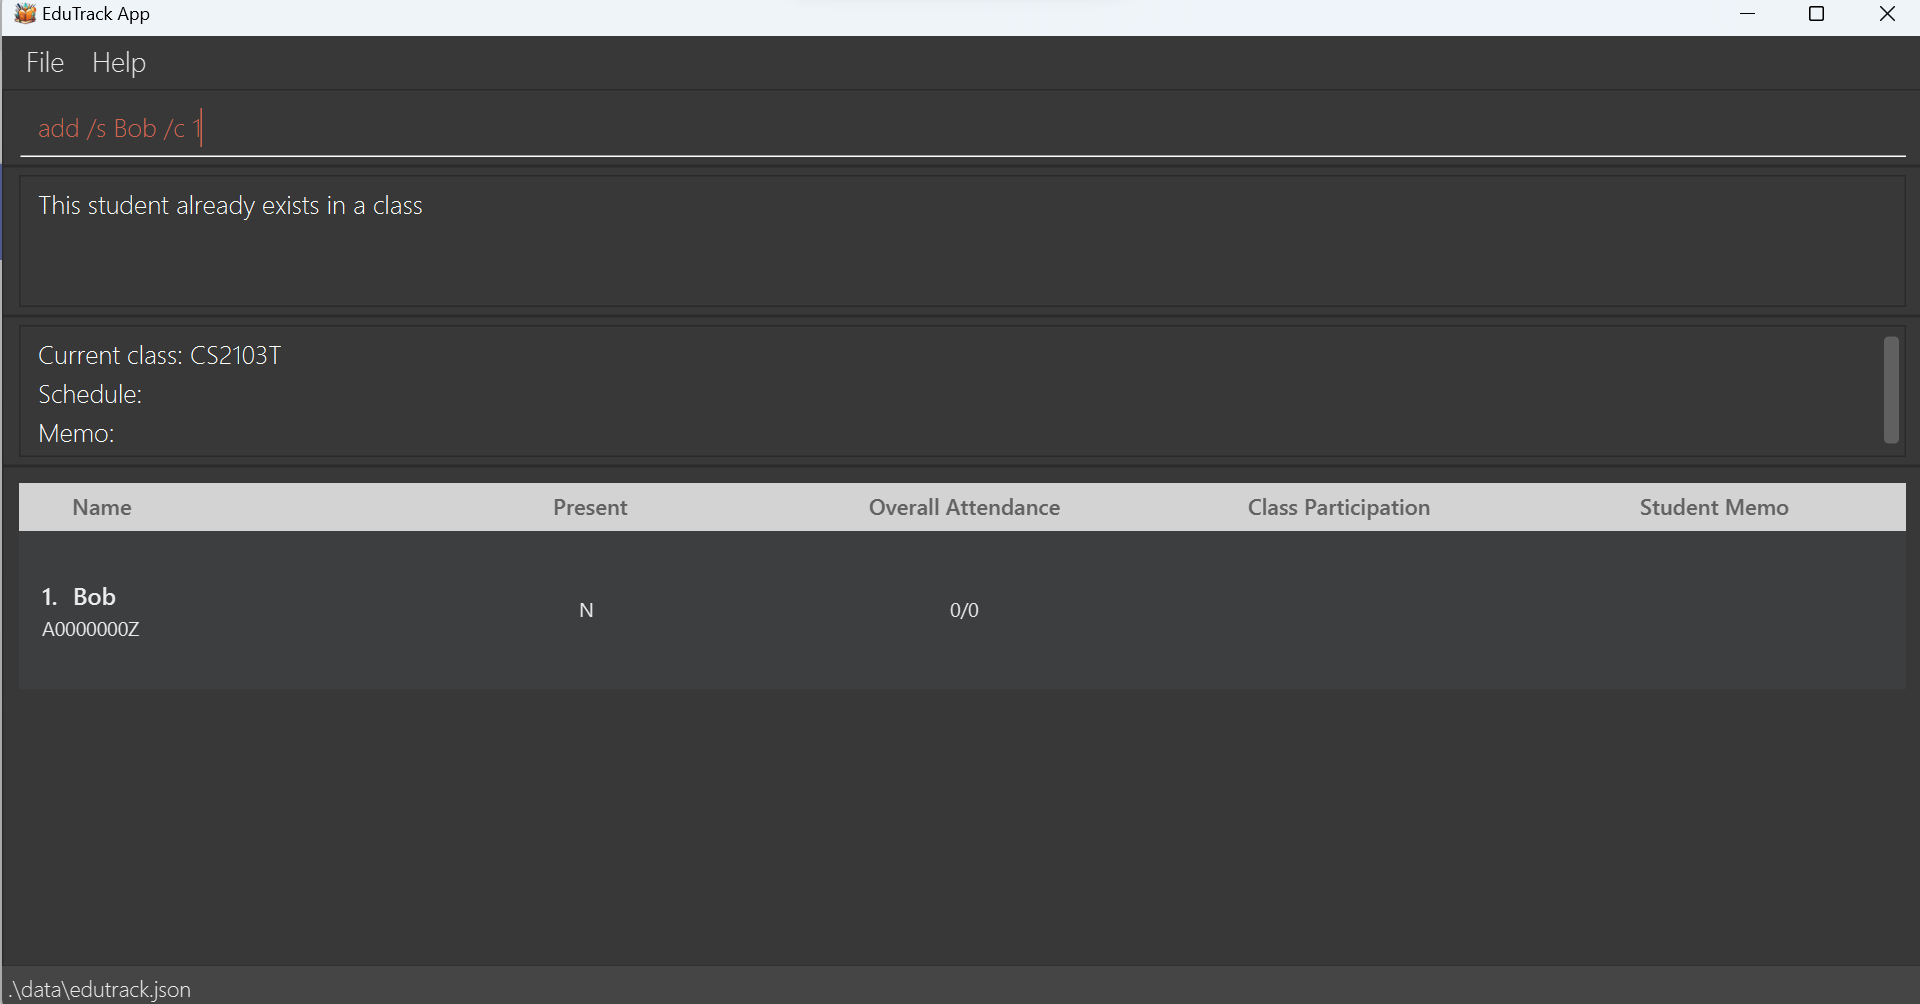 EduTrack App
File Help
add /s Bob /c 1
This student already exists in a class
Current class: CS2103T
Schedule:
Memo:
Name Present Overall Attendance Class Participation Student Memo
1. Bob
A0000000Z N 0/0
.\data\edutrack.json